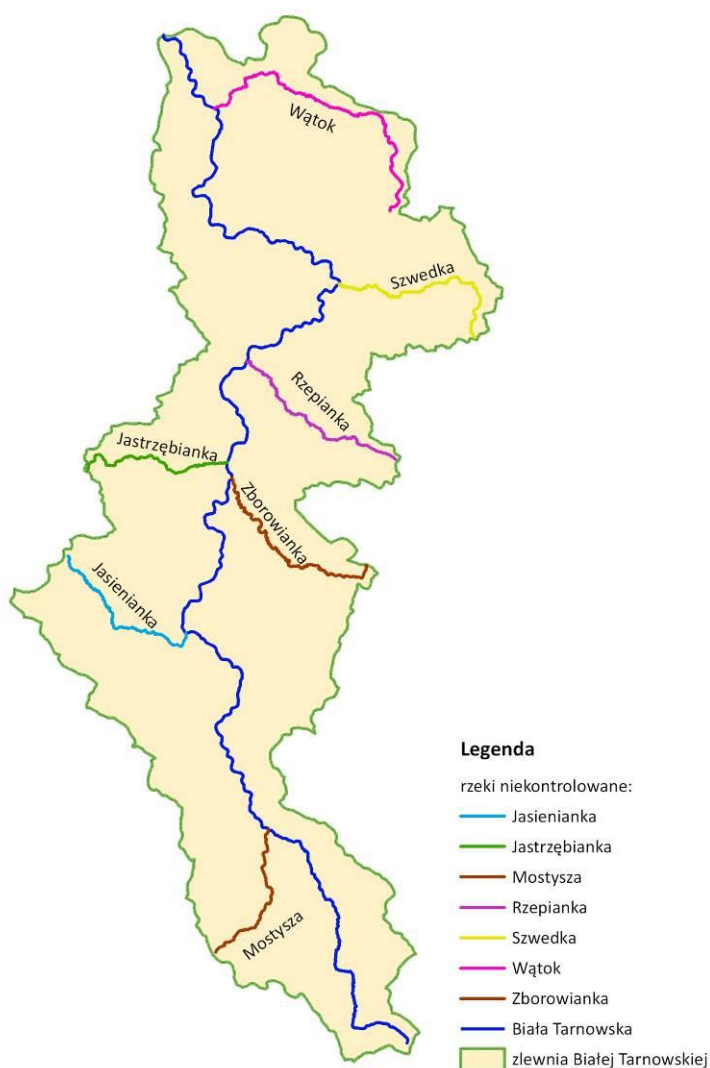 Wątok
Szwedka
Rzepianka
Jastrzębianka
Zborowianka
Jasienianka
Mostysza
Legenda
rzeki niekontrolowane:
Jasienianka
Jastrzębianka
Mostysza
Rzepianka
Szwedka
Wątok
Zborowianka
Biała Tarnowska
zlewnia Białej Tarnowskiej